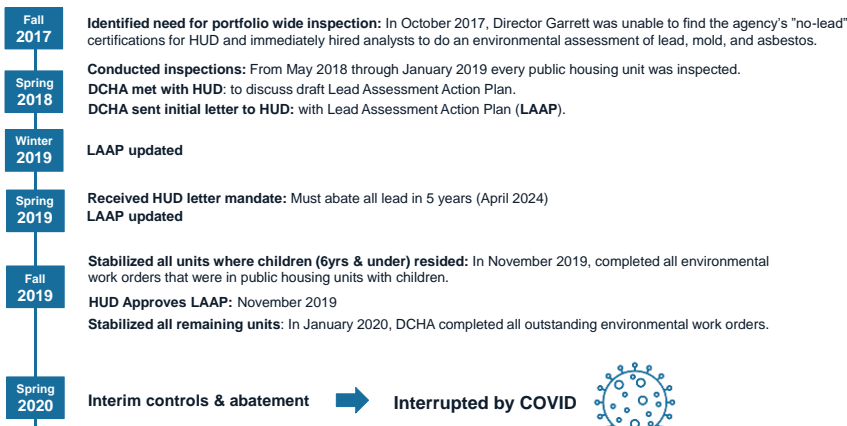 Fall
2017
Identified need for portfolio wide inspection: In October 2017, Director Garrett was unable to find the agency's "no-lead"
certifications for HUD and immediately hired analysts to do an environmental assessment of lead, mold, and asbestos.
Spring
2018
Conducted inspections: From May 2018 through January 2019 every public housing unit was inspected.
DCHA met with HUD: to discuss draft Lead Assessment Action Plan.
DCHA sent initial letter to HUD: with Lead Assessment Action Plan (LAAP).
Winter
2019
LAAP updated
Spring
2019
Received HUD letter mandate: Must abate all lead in 5 years (April 2024)
LAAP updated
Fall
2019
Stabilized all units where children (6yrs & under) resided: In November 2019, completed all environmental
work orders that were in public housing units with children.
HUD Approves LAAP: November 2019
Stabilized all remaining units: In January 2020, DCHA completed all outstanding environmental work orders.
Spring
2020
Interim controls & abatement
Interrupted by COVID